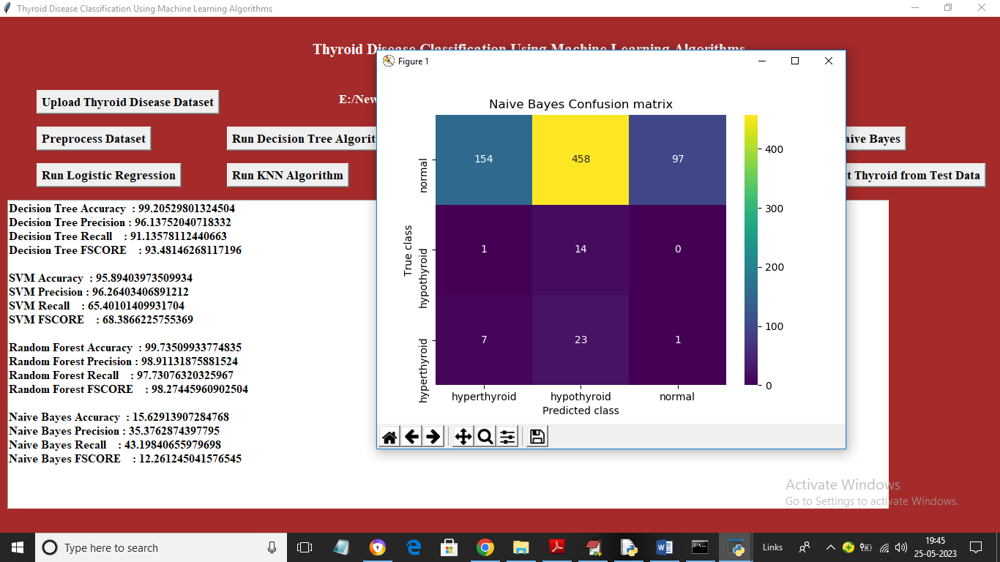 Thyroid Disease Classification Using Machine Learning Algorithms
Thyroid Disease Classification Using Machine Learning Algorithms
Figure 1
Upload Thyroid Disease Dataset
E:/New
Preprocess Dataset
Run Decision Tree Algorit
aive Bayes
Run Logistic Regression
Run KNN Algorithm
t Thyroid from Test Data
Decision Tree Accuracy : 99.20529801324504
Decision Tree Precision : 96.13752040718332
Decision Tree Recall : 91.13578112440663
Decision Tree FSCORE : 93.48146268117196
SVM Accuracy : 95.89403973509934
SVM Precision : 96.26403406891212
SVM Recall : 65.40101409931704
SVM FSCORE : 68.3866225755369
Random Forest Accuracy : 99.73509933774835
Random Forest Precision : 98.91131875881524
Random Forest Recall : 97.73076320325967
Random Forest FSCORE : 98.27445960902504
Naive Bayes Accuracy : 15.62913907284768
Naive Bayes Precision : 35.3762874397795
Naive Bayes Recall : 43.19840655979698
Naive Bayes FSCORE : 12.261245041576545
Naive Bayes Confusion matrix
True class
normal
154 458 97
hypothyroid
1 14 0
hyperthyroid
7 23 1
hyperthyroid hypothyroid normal
Predicted class
400
300
200
100
0
Activate Windows
Go to Settings to activate Windows.
Type here to search
Links
19:45
25-05-2023